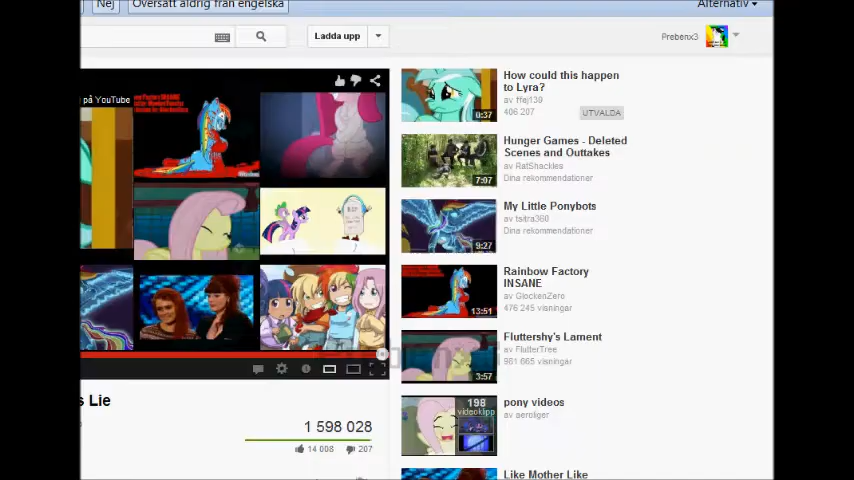 Nej
Översätt aldrig från engelska
Alternativ
Ladda upp
Prebenx3
på YouTube
How could this happen
to Lyra?
406 207
UTVALDA
0:37
Hunger Games - Deleted
Scenes and Outtakes
av RatShackles
Dina rekommendationer
7:07
My Little Ponybots
av tsitra360
Dina rekommendationer
9:27
Rainbow Factory
INSANE
av GlockenZero
476 245 visningar
13:51
Fluttershy's Lament
av FlutterTree
961 665 visningar
3:57
198
videoklipp
pony videos
av aeroliger
s Lie
1 598 028
14 008
207
Like Mother Like